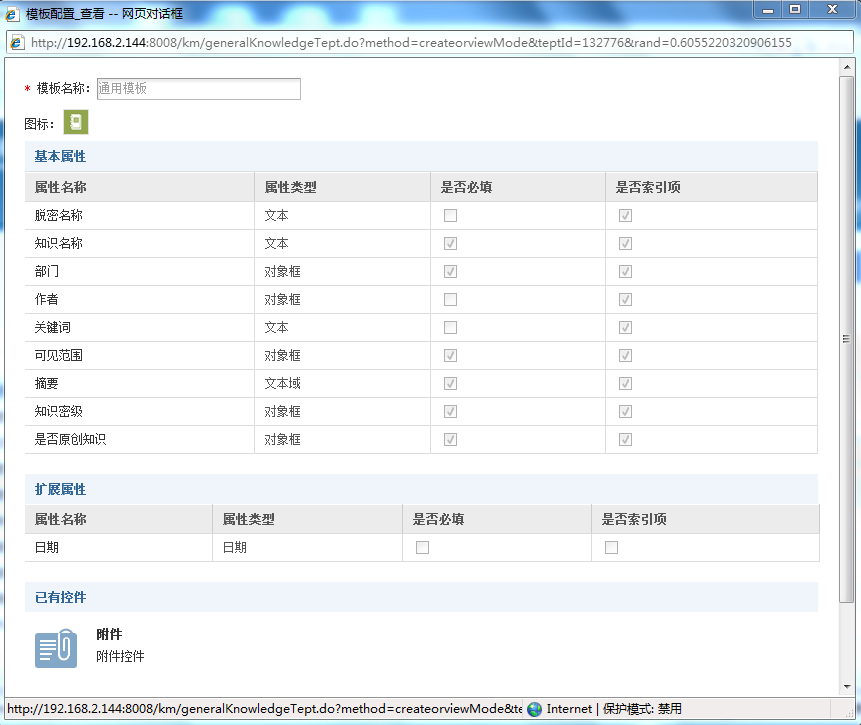 模板配置_查看 -- 网页对话框
http://192.168.2.144:8008/km/generalKnowledgeTept.do?method=createorviewMode&teptId=132776&rand=0.6055220320906155
* 模板名称： 通用模板
图标：
基本属性
属性名称 属性类型 是否必填 是否索引项
脱密名称 文本
知识名称 文本
部门 对象框
作者 对象框
关键词 文本
可见范围 对象框
摘要 文本域
知识密级 对象框
是否原创知识 对象框
扩展属性
属性名称 属性类型 是否必填 是否索引项
日期 日期
已有控件
附件
附件控件
http://192.168.2.144:8008/km/generalKnowledgeTept.do?method=createorviewMode&te Internet | 保护模式: 禁用